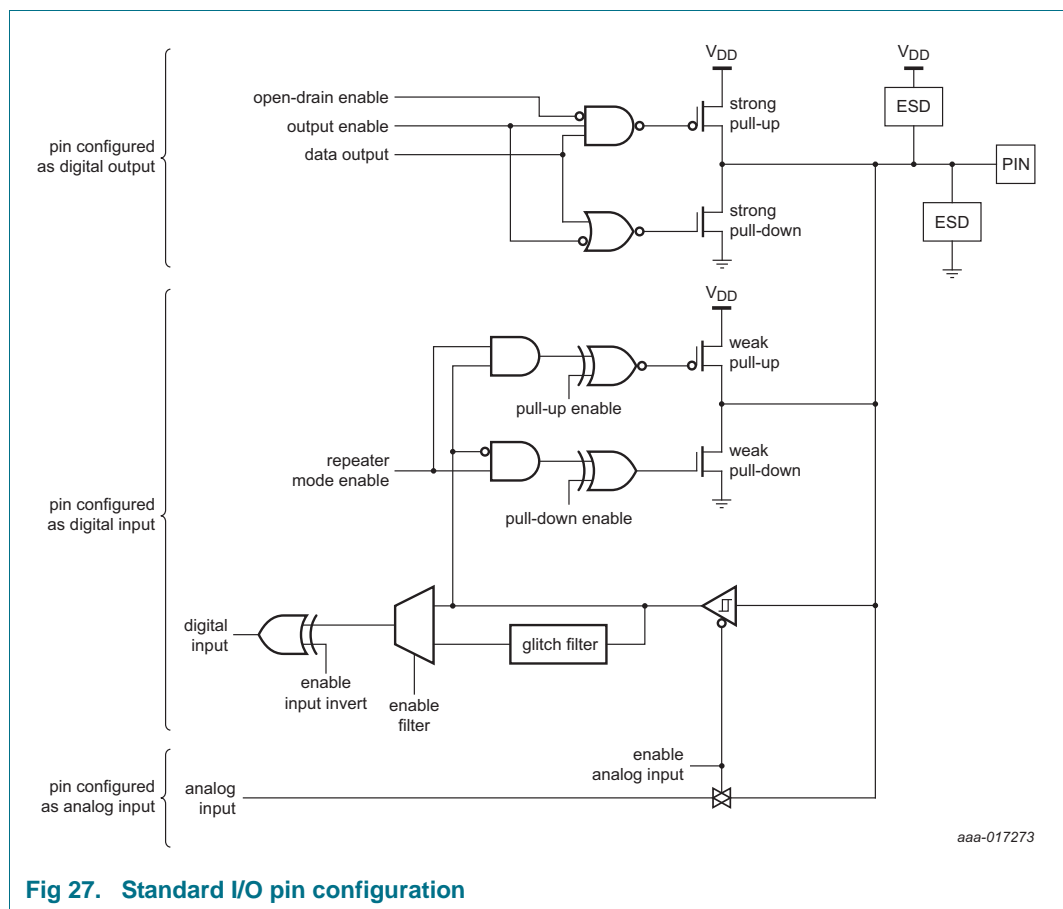 VDD
VDD
open-drain enable
strong
pull-up
ESD
output enable
pin configured
as digital output
data output
PIN
strong
pull-down
ESD
VDD
weak
pull-up
pull-up enable
repeater
mode enable
weak
pull-down
pull-down enable
pin configured
as digital input
digital
input
glitch filter
enable
input invert
enable
filter
enable
analog input
pin configured
as analog input
analog
input
aaa-017273
Fig 27. Standard I/O pin configuration